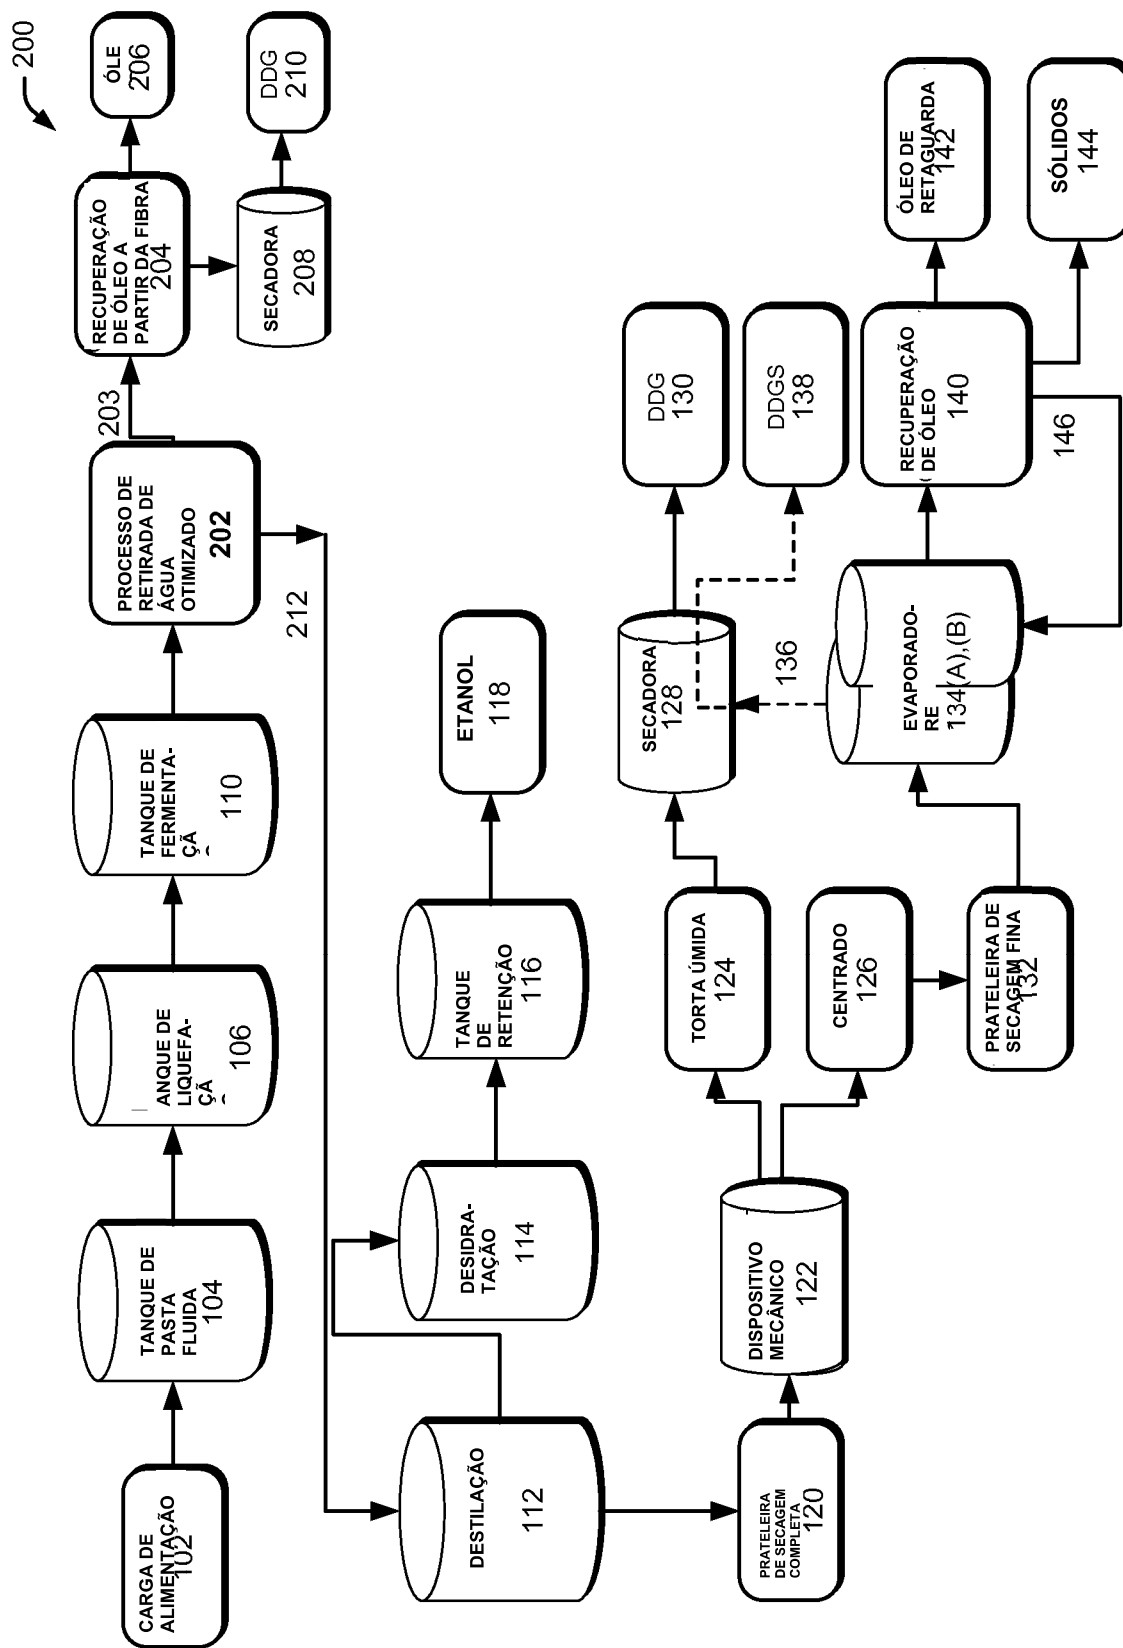 200
CARGA DE
ALIMENTAÇÃO
102
TANQUE DE
PASTA
FLUIDA
104
ANQUE DE
LIQUEFA-
ÇÃ
106
TANQUE DE
FERMENTA-
ÇÃ
110
PROCESSO DE
RETIRADA DE
ÁGUA
OTIMIZADO
202
203
RECUPERAÇÃO
DE ÓLEO A
PARTIR DA FIBRA
204
ÓLE
206
SECADORA
208
DDG
210
212
DESTILAÇÃO
112
DESIDRA-
TAÇÃO
114
TANQUE
DE
RETENÇÃO
116
ETANOL
118
PRATELEIRA
DE SECAGEM
COMPLETA
120
DISPOSITIVO
MECÂNICO
122
TORTA ÚMIDA
124
CENTRADO
126
SECADORA
128
DDG
130
PRATELEIRA DE
SECAGEM FINA
132
EVAPORADO-
RE
134(A),(B)
136
DDGS
138
RECUPERAÇÃO
DE ÓLEO
140
ÓLEO DE
RETAGUARDA
142
SÓLIDOS
144
146